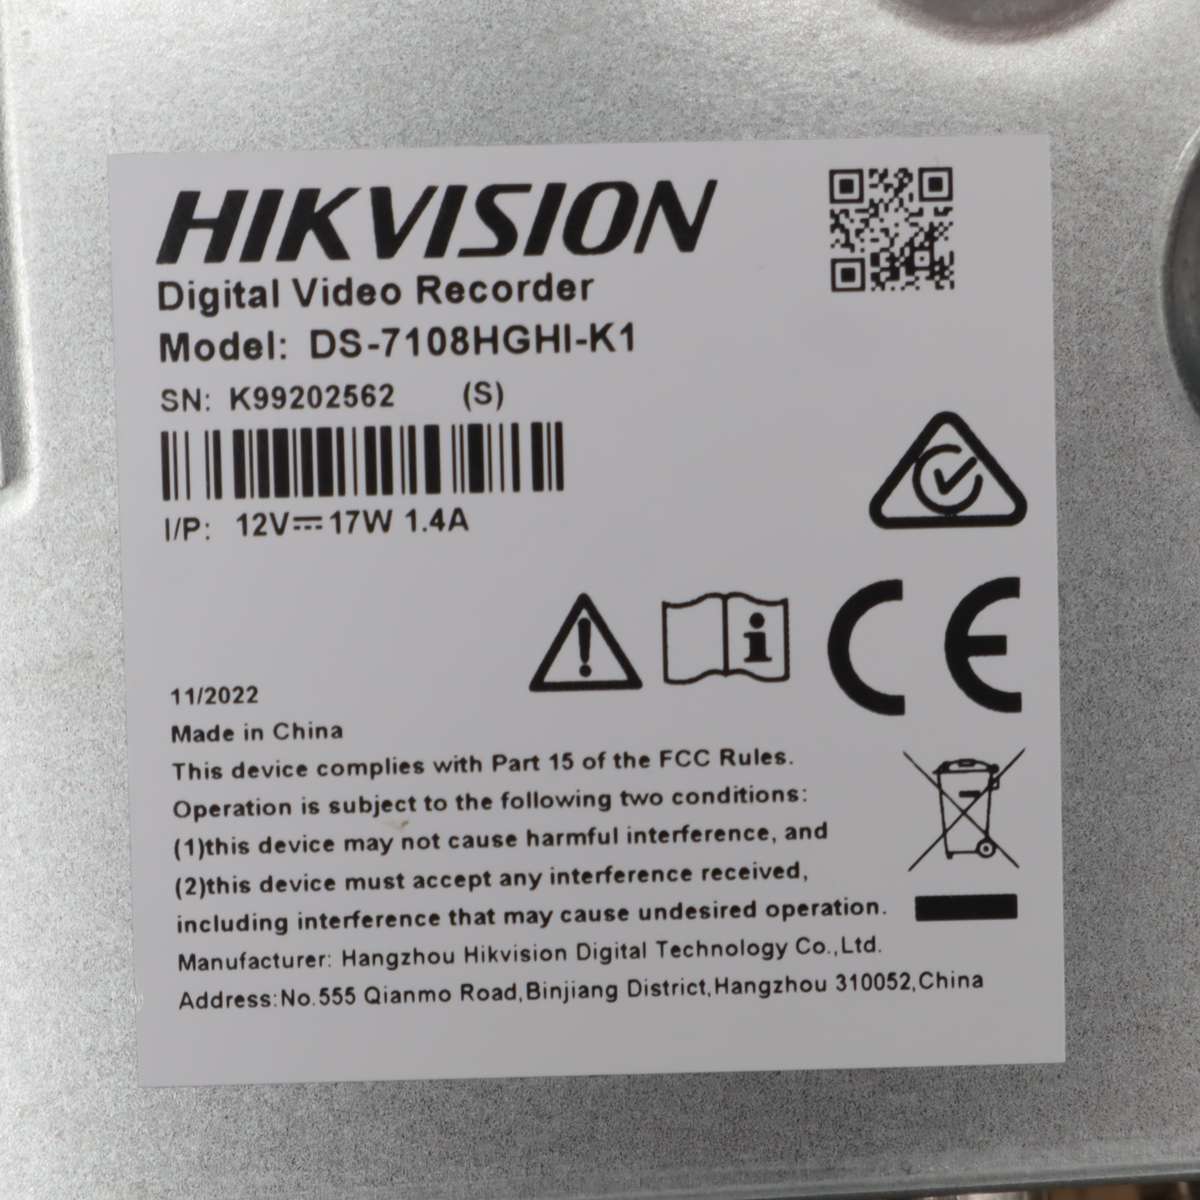 HIKVISION
Digital Video Recorder
Model: DS-7108HGHI-K1
SN: K99202562 (S)
I/P: 12V⎓17W 1.4A
CE
11/2022
Made in China
This device complies with Part 15 of the FCC Rules.
Operation is subject to the following two conditions:
(1)this device may not cause harmful interference, and
(2)this device must accept any interference received,
including interference that may cause undesired operation.
Manufacturer: Hangzhou Hikvision Digital Technology Co.,Ltd.
Address:No.555 Qianmo Road,Binjiang District,Hangzhou 310052,China